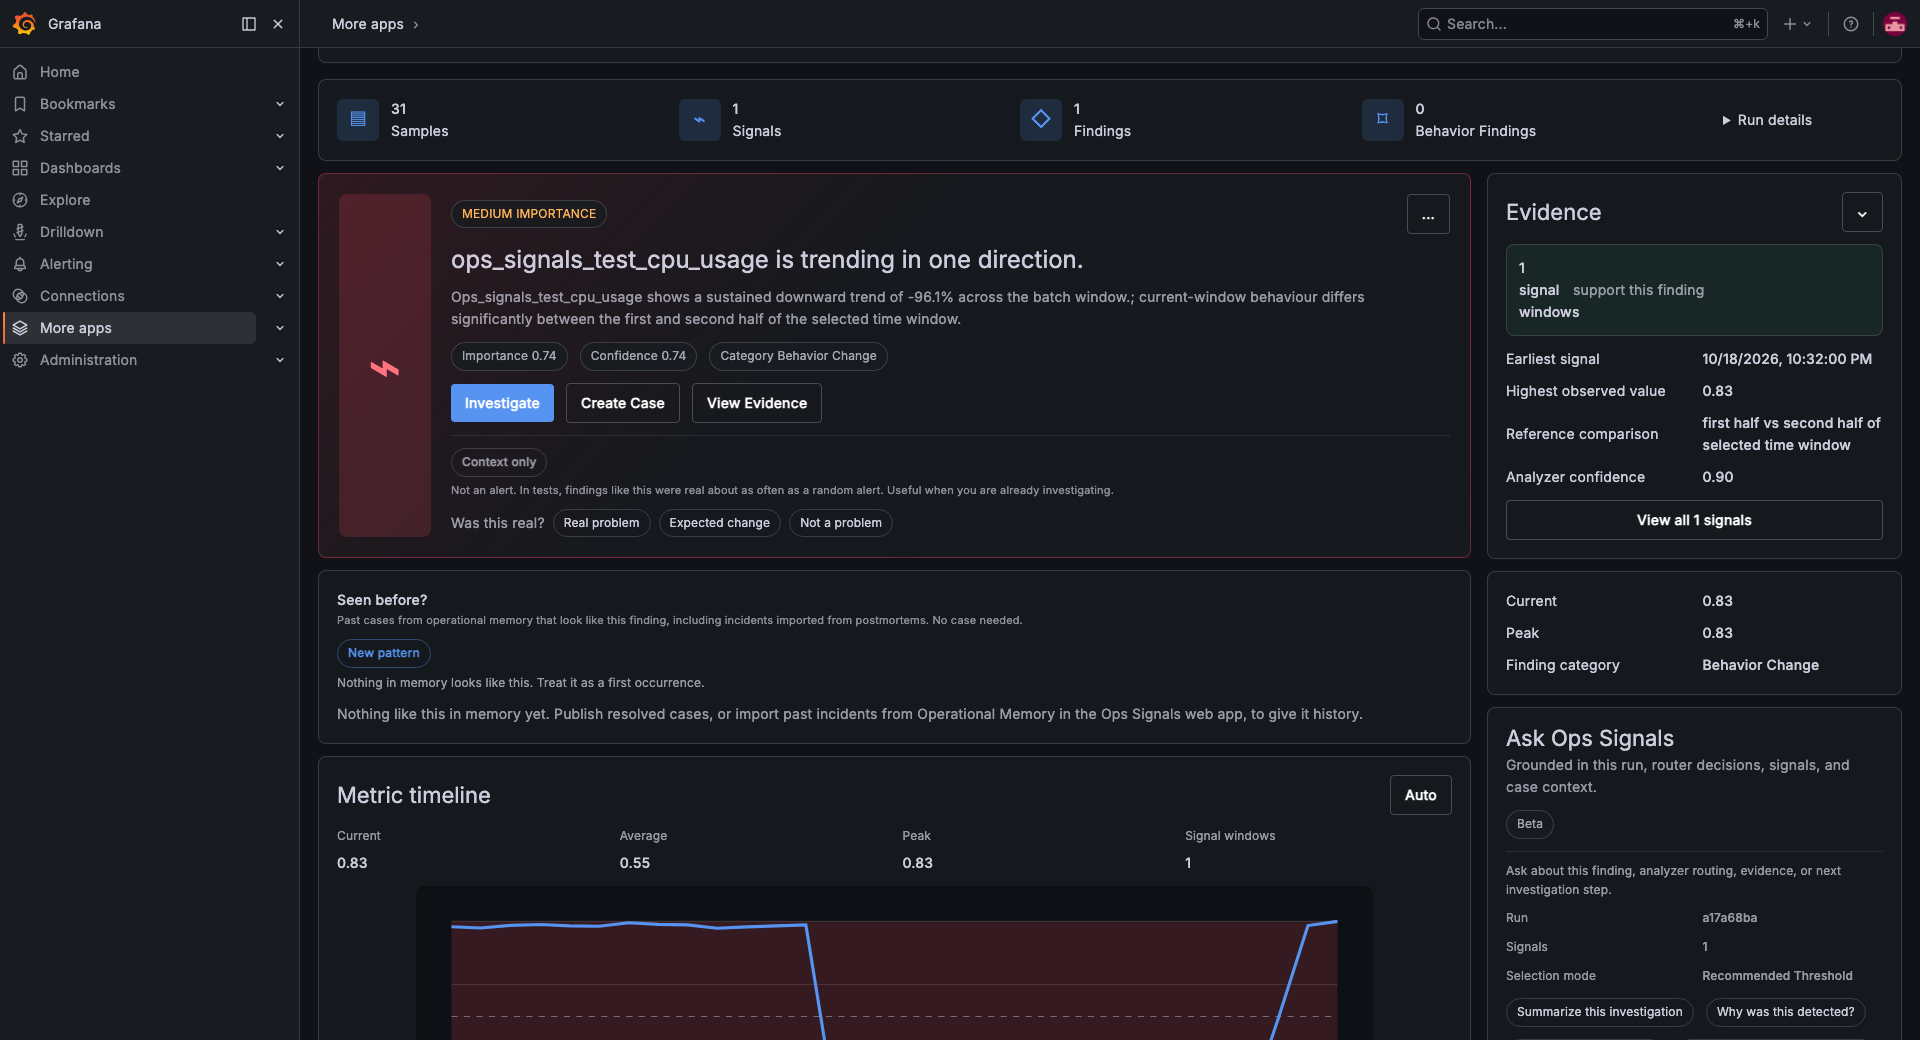 Grafana
More apps ›
Search...
⌘+k
Home
Bookmarks
Starred
Dashboards
Explore
Drilldown
Alerting
Connections
More apps
Administration
31
Samples
1
Signals
1
Findings
0
Behavior Findings
Run details
MEDIUM IMPORTANCE
...
ops_signals_test_cpu_usage is trending in one direction.
Ops_signals_test_cpu_usage shows a sustained downward trend of -96.1% across the batch window.; current-window behaviour differs
significantly between the first and second half of the selected time window.
Importance 0.74
Confidence 0.74
Category Behavior Change
Investigate
Create Case
View Evidence
Context only
Not an alert. In tests, findings like this were real about as often as a random alert. Useful when you are already investigating.
Was this real?
Real problem
Expected change
Not a problem
Seen before?
Past cases from operational memory that look like this finding, including incidents imported from postmortems. No case needed.
New pattern
Nothing in memory looks like this. Treat it as a first occurrence.
Nothing like this in memory yet. Publish resolved cases, or import past incidents from Operational Memory in the Ops Signals web app, to give it history.
Metric timeline
Auto
Current
0.83
Average
0.55
Peak
0.83
Signal windows
1
Evidence
1
signal
windows
support this finding
Earliest signal
10/18/2026, 10:32:00 PM
Highest observed value
0.83
Reference comparison
first half vs second half of
selected time window
Analyzer confidence
0.90
View all 1 signals
Current
0.83
Peak
0.83
Finding category
Behavior Change
Ask Ops Signals
Grounded in this run, router decisions, signals, and
case context.
Beta
Ask about this finding, analyzer routing, evidence, or next
investigation step.
Run
a17a68ba
Signals
1
Selection mode
Recommended Threshold
Summarize this investigation
Why was this detected?